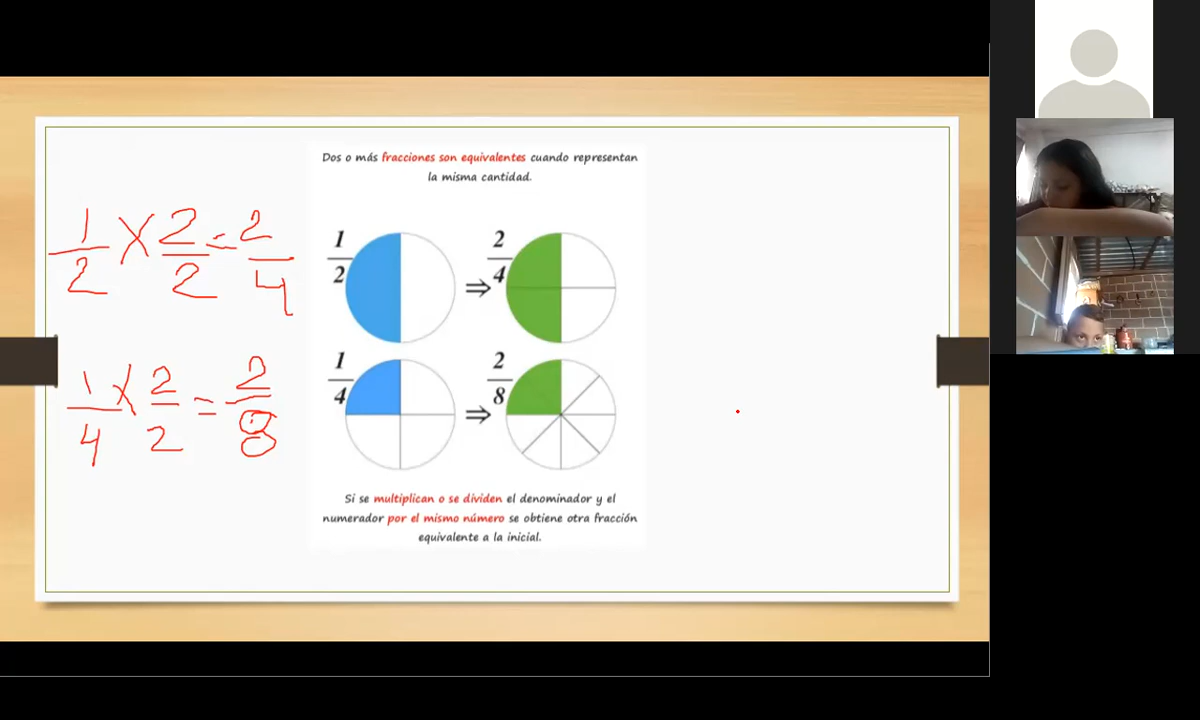 Dos o más fracciones son equivalentes cuando representan
la misma cantidad.
1/2 X 2/2 = 2/4
1/2 ⇒ 2/4
1/4 X 2/2 = 2/8
1/4 ⇒ 2/8
Si se multiplican o se dividen el denominador y el
numerador por el mismo número se obtiene otra fracción
equivalente a la inicial.